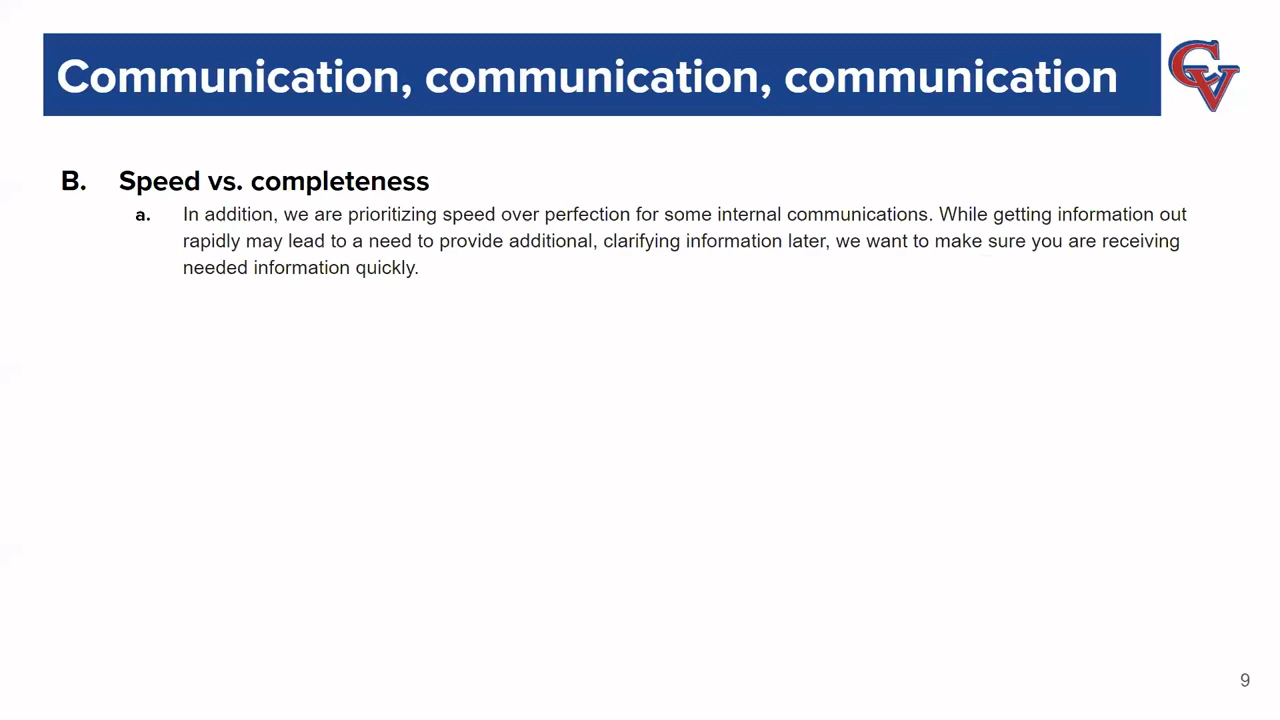 Communication, communication, communication
CV
B. Speed vs. completeness
a. In addition, we are prioritizing speed over perfection for some internal communications. While getting information out
rapidly may lead to a need to provide additional, clarifying information later, we want to make sure you are receiving
needed information quickly.
9